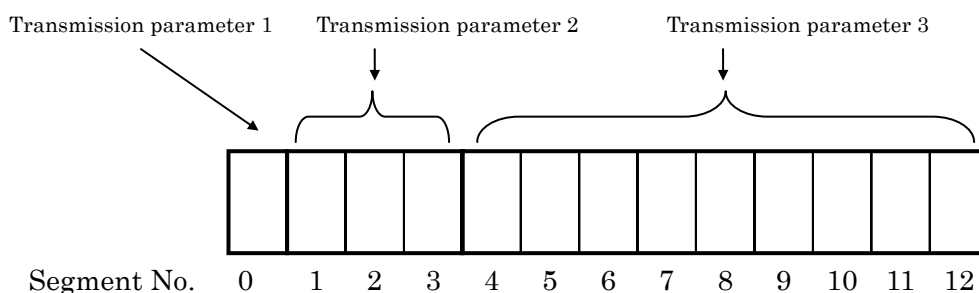 Transmission parameter 1 Transmission parameter 2 Transmission parameter 3
Segment No. 0 1 2 3 4 5 6 7 8 9 10 11 12